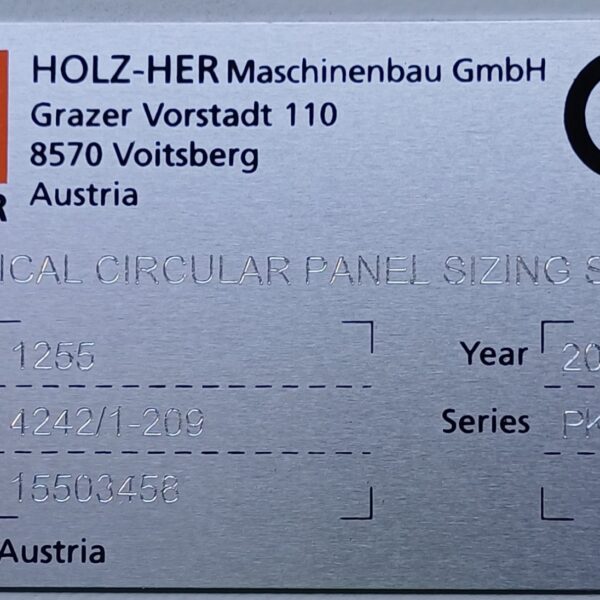 HOLZ-HER Maschinenbau GmbH
Grazer Vorstadt 110
8570 Voitsberg
R Austria
ICAL CIRCULAR PANEL SIZING S
1255 Year 20
4242/1-209 Series
15503458
Austria